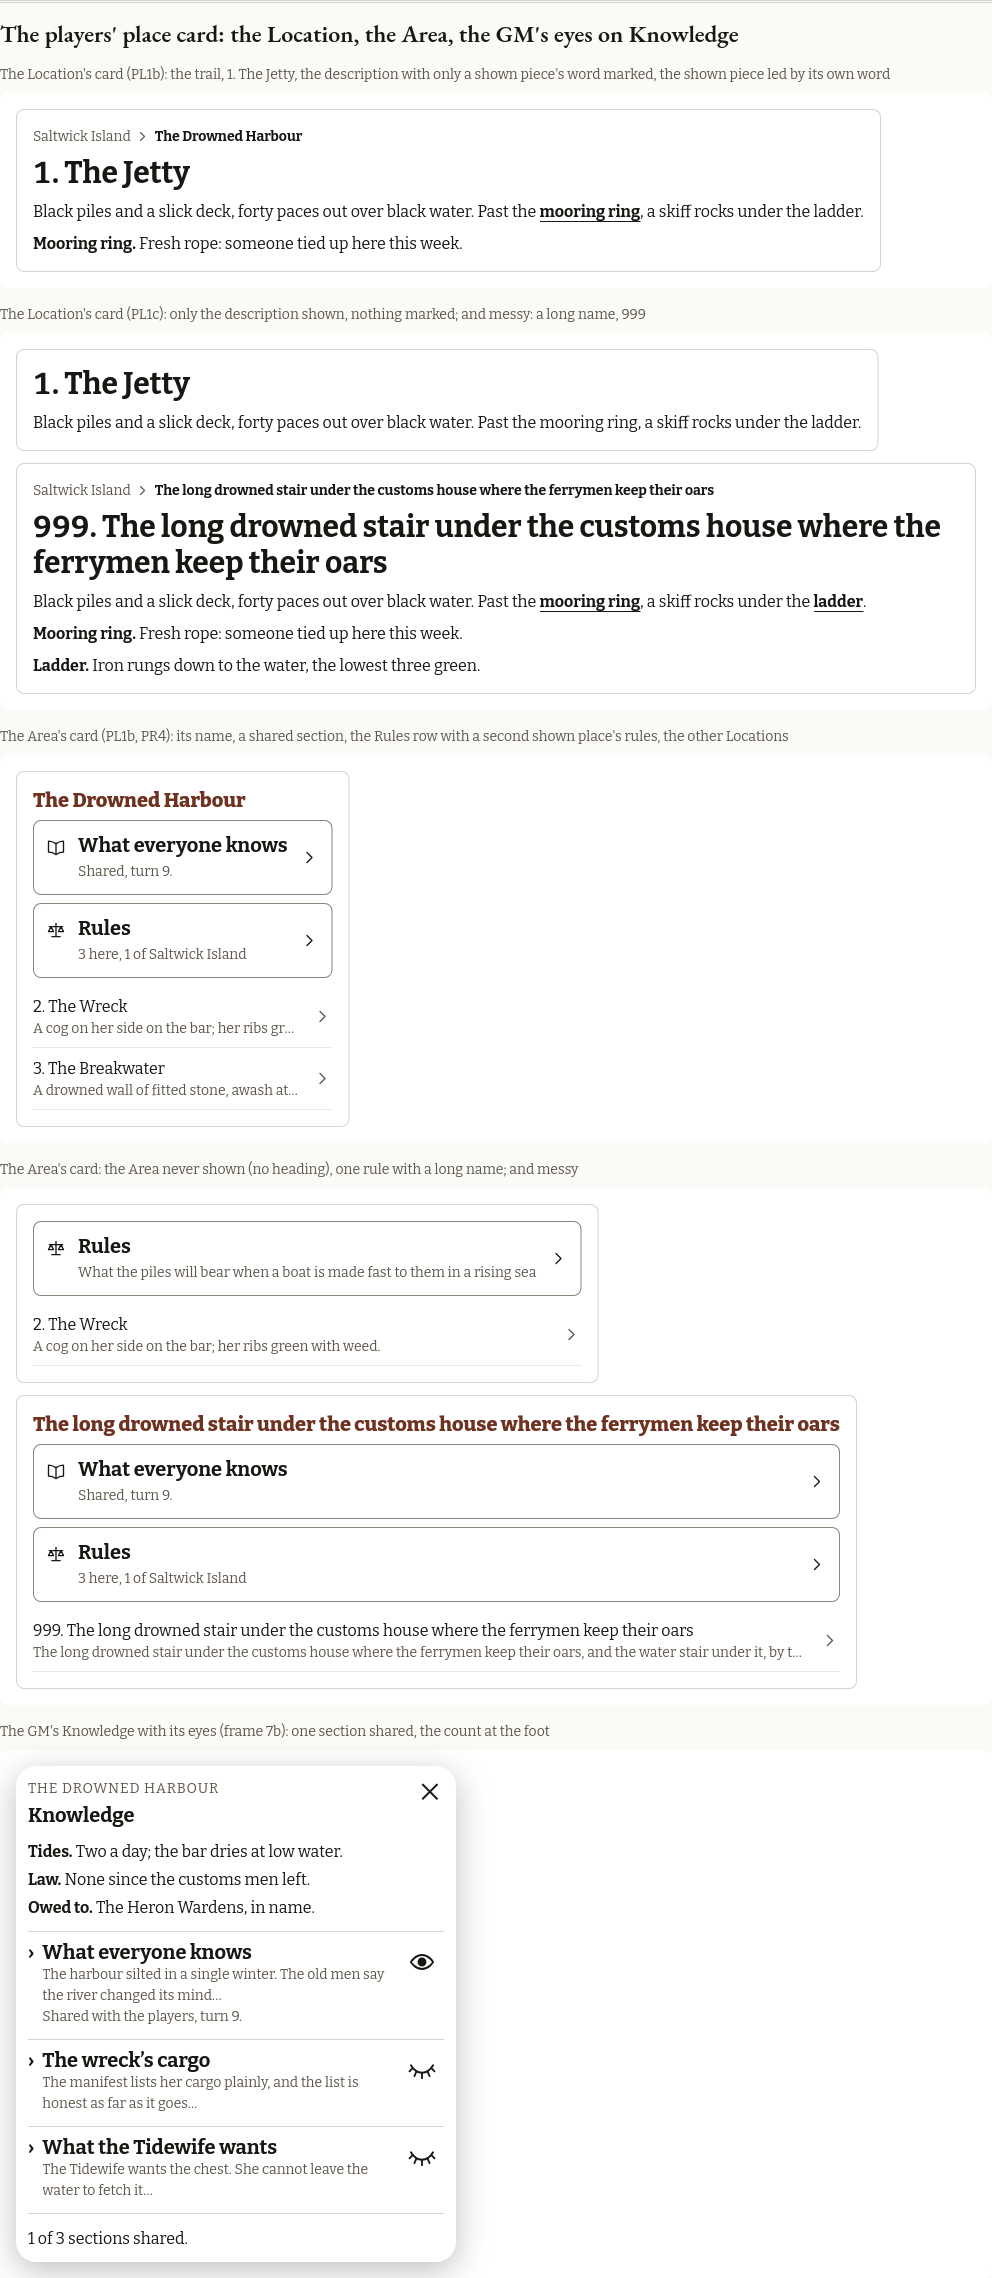 The players' place card: the Location, the Area, the GM's eyes on Knowledge
The Location's card (PL1b): the trail, 1. The Jetty, the description with only a shown piece's word marked, the shown piece led by its own word
Saltwick Island > The Drowned Harbour
1. The Jetty
Black piles and a slick deck, forty paces out over black water. Past the mooring ring, a skiff rocks under the ladder.
Mooring ring. Fresh rope: someone tied up here this week.
The Location's card (PL1c): only the description shown, nothing marked; and messy: a long name, 999
1. The Jetty
Black piles and a slick deck, forty paces out over black water. Past the mooring ring, a skiff rocks under the ladder.
Saltwick Island > The long drowned stair under the customs house where the ferrymen keep their oars
999. The long drowned stair under the customs house where the
ferrymen keep their oars
Black piles and a slick deck, forty paces out over black water. Past the mooring ring, a skiff rocks under the ladder.
Mooring ring. Fresh rope: someone tied up here this week.
Ladder. Iron rungs down to the water, the lowest three green.
The Area's card (PL1b, PR4): its name, a shared section, the Rules row with a second shown place's rules, the other Locations
The Drowned Harbour
What everyone knows
Shared, turn 9.
Rules
3 here, 1 of Saltwick Island
2. The Wreck
A cog on her side on the bar; her ribs gr...
3. The Breakwater
A drowned wall of fitted stone, awash at...
The Area's card: the Area never shown (no heading), one rule with a long name; and messy
Rules
What the piles will bear when a boat is made fast to them in a rising sea
2. The Wreck
A cog on her side on the bar; her ribs green with weed.
The long drowned stair under the customs house where the ferrymen keep their oars
What everyone knows
Shared, turn 9.
Rules
3 here, 1 of Saltwick Island
999. The long drowned stair under the customs house where the ferrymen keep their oars
The long drowned stair under the customs house where the ferrymen keep their oars, and the water stair under it, by t...
The GM's Knowledge with its eyes (frame 7b): one section shared, the count at the foot
THE DROWNED HARBOUR
Knowledge
Tides. Two a day; the bar dries at low water.
Law. None since the customs men left.
Owed to. The Heron Wardens, in name.
› What everyone knows
The harbour silted in a single winter. The old men say
the river changed its mind...
Shared with the players, turn 9.
› The wreck’s cargo
The manifest lists her cargo plainly, and the list is
honest as far as it goes...
› What the Tidewife wants
The Tidewife wants the chest. She cannot leave the
water to fetch it...
1 of 3 sections shared.